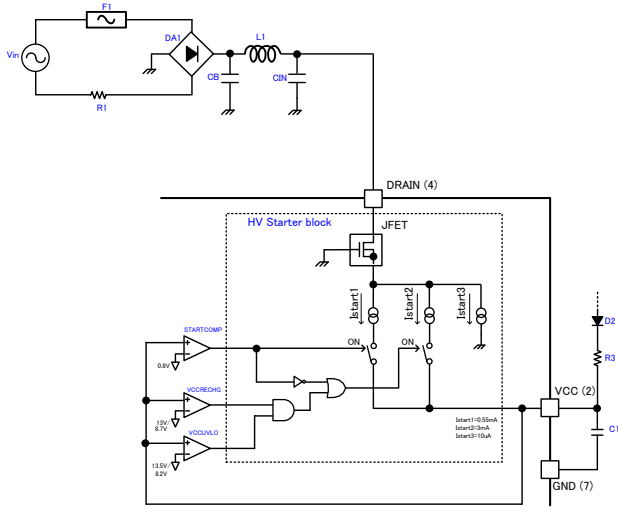 F1
DA1
L1
Vin
CB
CIN
R1
DRAIN (4)
HV Starter block
JFET
Istart1
Istart2
Istart3
D2
STARTCOMP
ON
ON
R3
0.8V
VCC (2)
VCCRECHG
13V/
8.7V
C1
Istart1=0.55mA
Istart2=3mA
Istart3=10uA
VCCUVLO
13.5V/
8.2V
GND (7)